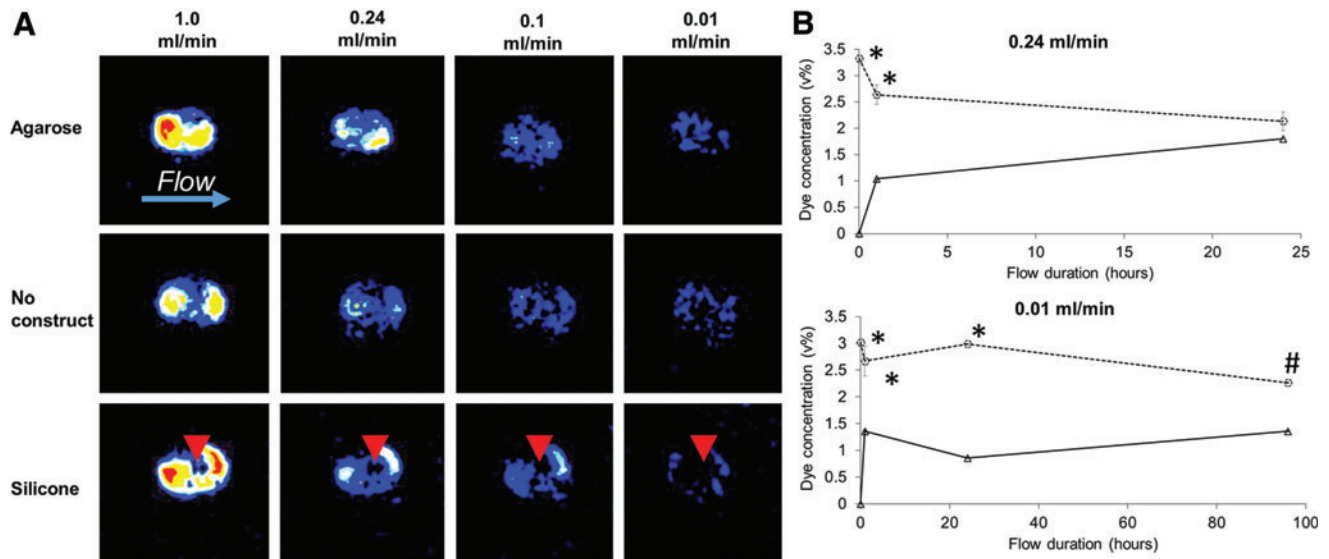 A
1.0
ml/min
0.24
ml/min
0.1
ml/min
0.01
ml/min
Agarose
Flow
No
construct
Silicone
B
0.24 ml/min
Dye concentration (v%)
3.5
3
2.5
2
1.5
1
0.5
0
*
*
0
5
10
15
20
25
Flow duration (hours)
0.01 ml/min
Dye concentration (v%)
3.5
3
2.5
2
1.5
1
0.5
0
*
*
*
#
0
20
40
60
80
100
Flow duration (hours)